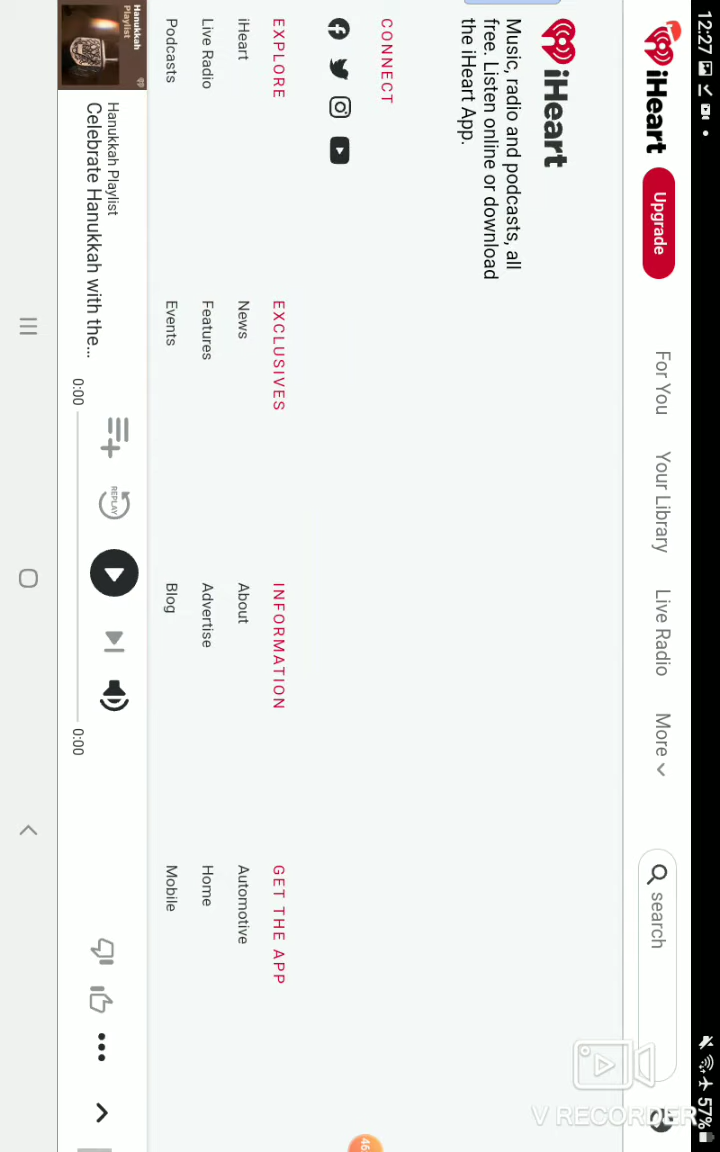 12:27
57%
iHeart
Upgrade
For You
Your Library
Live Radio
More
search
iHeart
Music, radio and podcasts, all
free. Listen online or download
the iHeart App.
CONNECT
EXPLORE
iHeart
Live Radio
Podcasts
EXCLUSIVES
News
Features
Events
INFORMATION
About
Advertise
Blog
GET THE APP
Automotive
Home
Mobile
Hanukkah
Playlist
Hanukkah Playlist
Celebrate Hanukkah with the...
REPLAY
0:00
0:00
V RECORDER